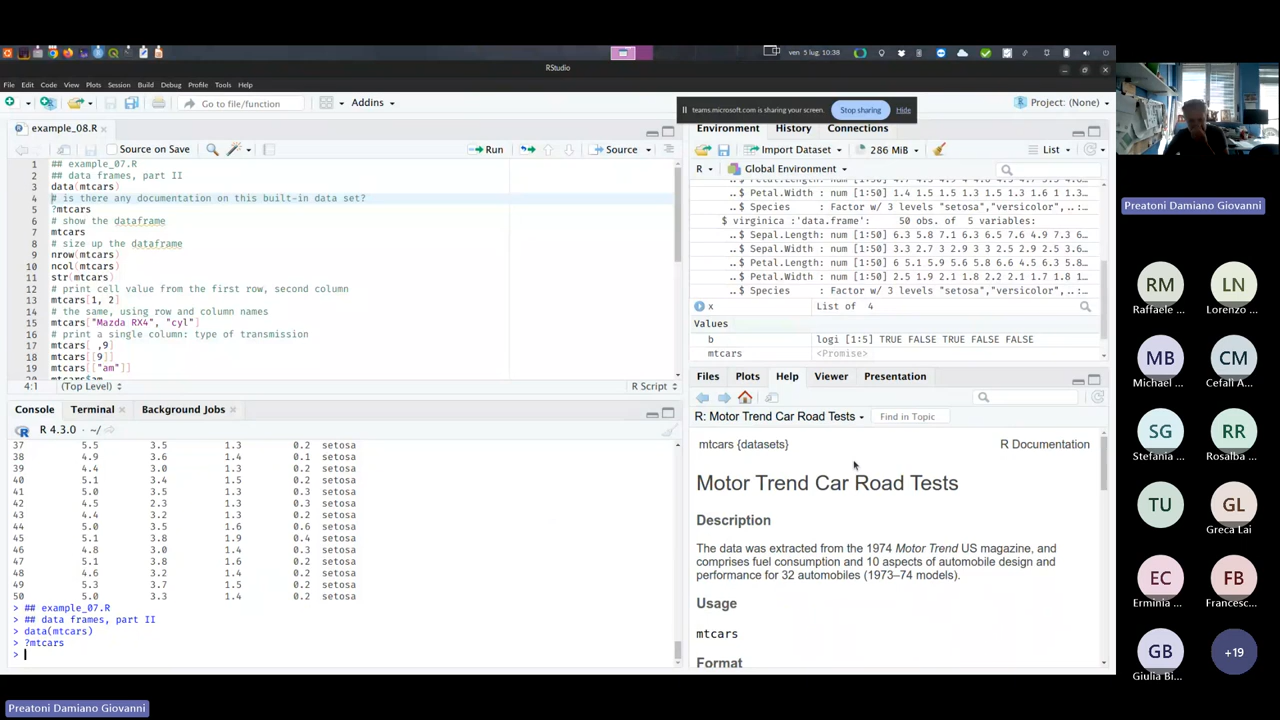 ven 5 lug, 10:38
RStudio
File Edit Code View Plots Session Build Debug Profile Tools Help
Go to file/function
Addins
teams.microsoft.com is sharing your screen.
Stop sharing
Hide
Project: (None)
example_08.R
Source on Save
Run
Source
1 ## example_07.R
2 ## data frames, part II
3 data(mtcars)
4 # is there any documentation on this built-in data set?
5 ?mtcars
6 # show the dataframe
7 mtcars
8 # size up the dataframe
9 nrow(mtcars)
10 ncol(mtcars)
11 str(mtcars)
12 # print cell value from the first row, second column
13 mtcars[1, 2]
14 # the same, using row and column names
15 mtcars["Mazda RX4", "cyl"]
16 # print a single column: type of transmission
17 mtcars[ ,9]
18 mtcars[[9]]
19 mtcars[["am"]]
20 mtcars$am
4:1 (Top Level)
R Script
Console Terminal Background Jobs
R 4.3.0 · ~/
37 5.5 3.5 1.3 0.2 setosa
38 4.9 3.6 1.4 0.1 setosa
39 4.4 3.0 1.3 0.2 setosa
40 5.1 3.4 1.5 0.2 setosa
41 5.0 3.5 1.3 0.3 setosa
42 4.5 2.3 1.3 0.3 setosa
43 4.4 3.2 1.3 0.2 setosa
44 5.0 3.5 1.6 0.6 setosa
45 5.1 3.8 1.9 0.4 setosa
46 4.8 3.0 1.4 0.3 setosa
47 5.1 3.8 1.6 0.2 setosa
48 4.6 3.2 1.4 0.2 setosa
49 5.3 3.7 1.5 0.2 setosa
50 5.0 3.3 1.4 0.2 setosa
> ## example_07.R
> ## data frames, part II
> data(mtcars)
> ?mtcars
>
Environment History Connections
Import Dataset
286 MiB
List
R
Global Environment
..$ Petal.Width : num [1:50] 1.4 1.5 1.5 1.3 1.5 1.3 1.6 1 1…
..$ Species : Factor w/ 3 levels "setosa","versicolor",..:
$ virginica :'data.frame': 50 obs. of 5 variables:
..$ Sepal.Length: num [1:50] 6.3 5.8 7.1 6.3 6.5 7.6 4.9 7.3 6…
..$ Sepal.Width : num [1:50] 3.3 2.7 3 2.9 3 3 2.5 2.9 2.5 3.6…
..$ Petal.Length: num [1:50] 6 5.1 5.9 5.6 5.8 6.6 4.5 6.3 5.8…
..$ Petal.Width : num [1:50] 2.5 1.9 2.1 1.8 2.2 2.1 1.7 1.8 1…
..$ Species : Factor w/ 3 levels "setosa","versicolor",..:
x List of 4
Values
b logi [1:5] TRUE FALSE TRUE FALSE FALSE
mtcars <Promise>
Files Plots Help Viewer Presentation
R: Motor Trend Car Road Tests
Find in Topic
mtcars {datasets}
R Documentation
Motor Trend Car Road Tests
Description
The data was extracted from the 1974 Motor Trend US magazine, and
comprises fuel consumption and 10 aspects of automobile design and
performance for 32 automobiles (1973–74 models).
Usage
mtcars
Format
Preatoni Damiano Giovanni
RM
LN
Raffaele ...
Lorenzo ...
MB
CM
Michael ...
Cefalì A...
SG
RR
Stefania ...
Rosalba ...
TU
GL
Greca Lai
EC
FB
Erminia ...
Francesc...
GB
+19
Giulia Bi...
Preatoni Damiano Giovanni